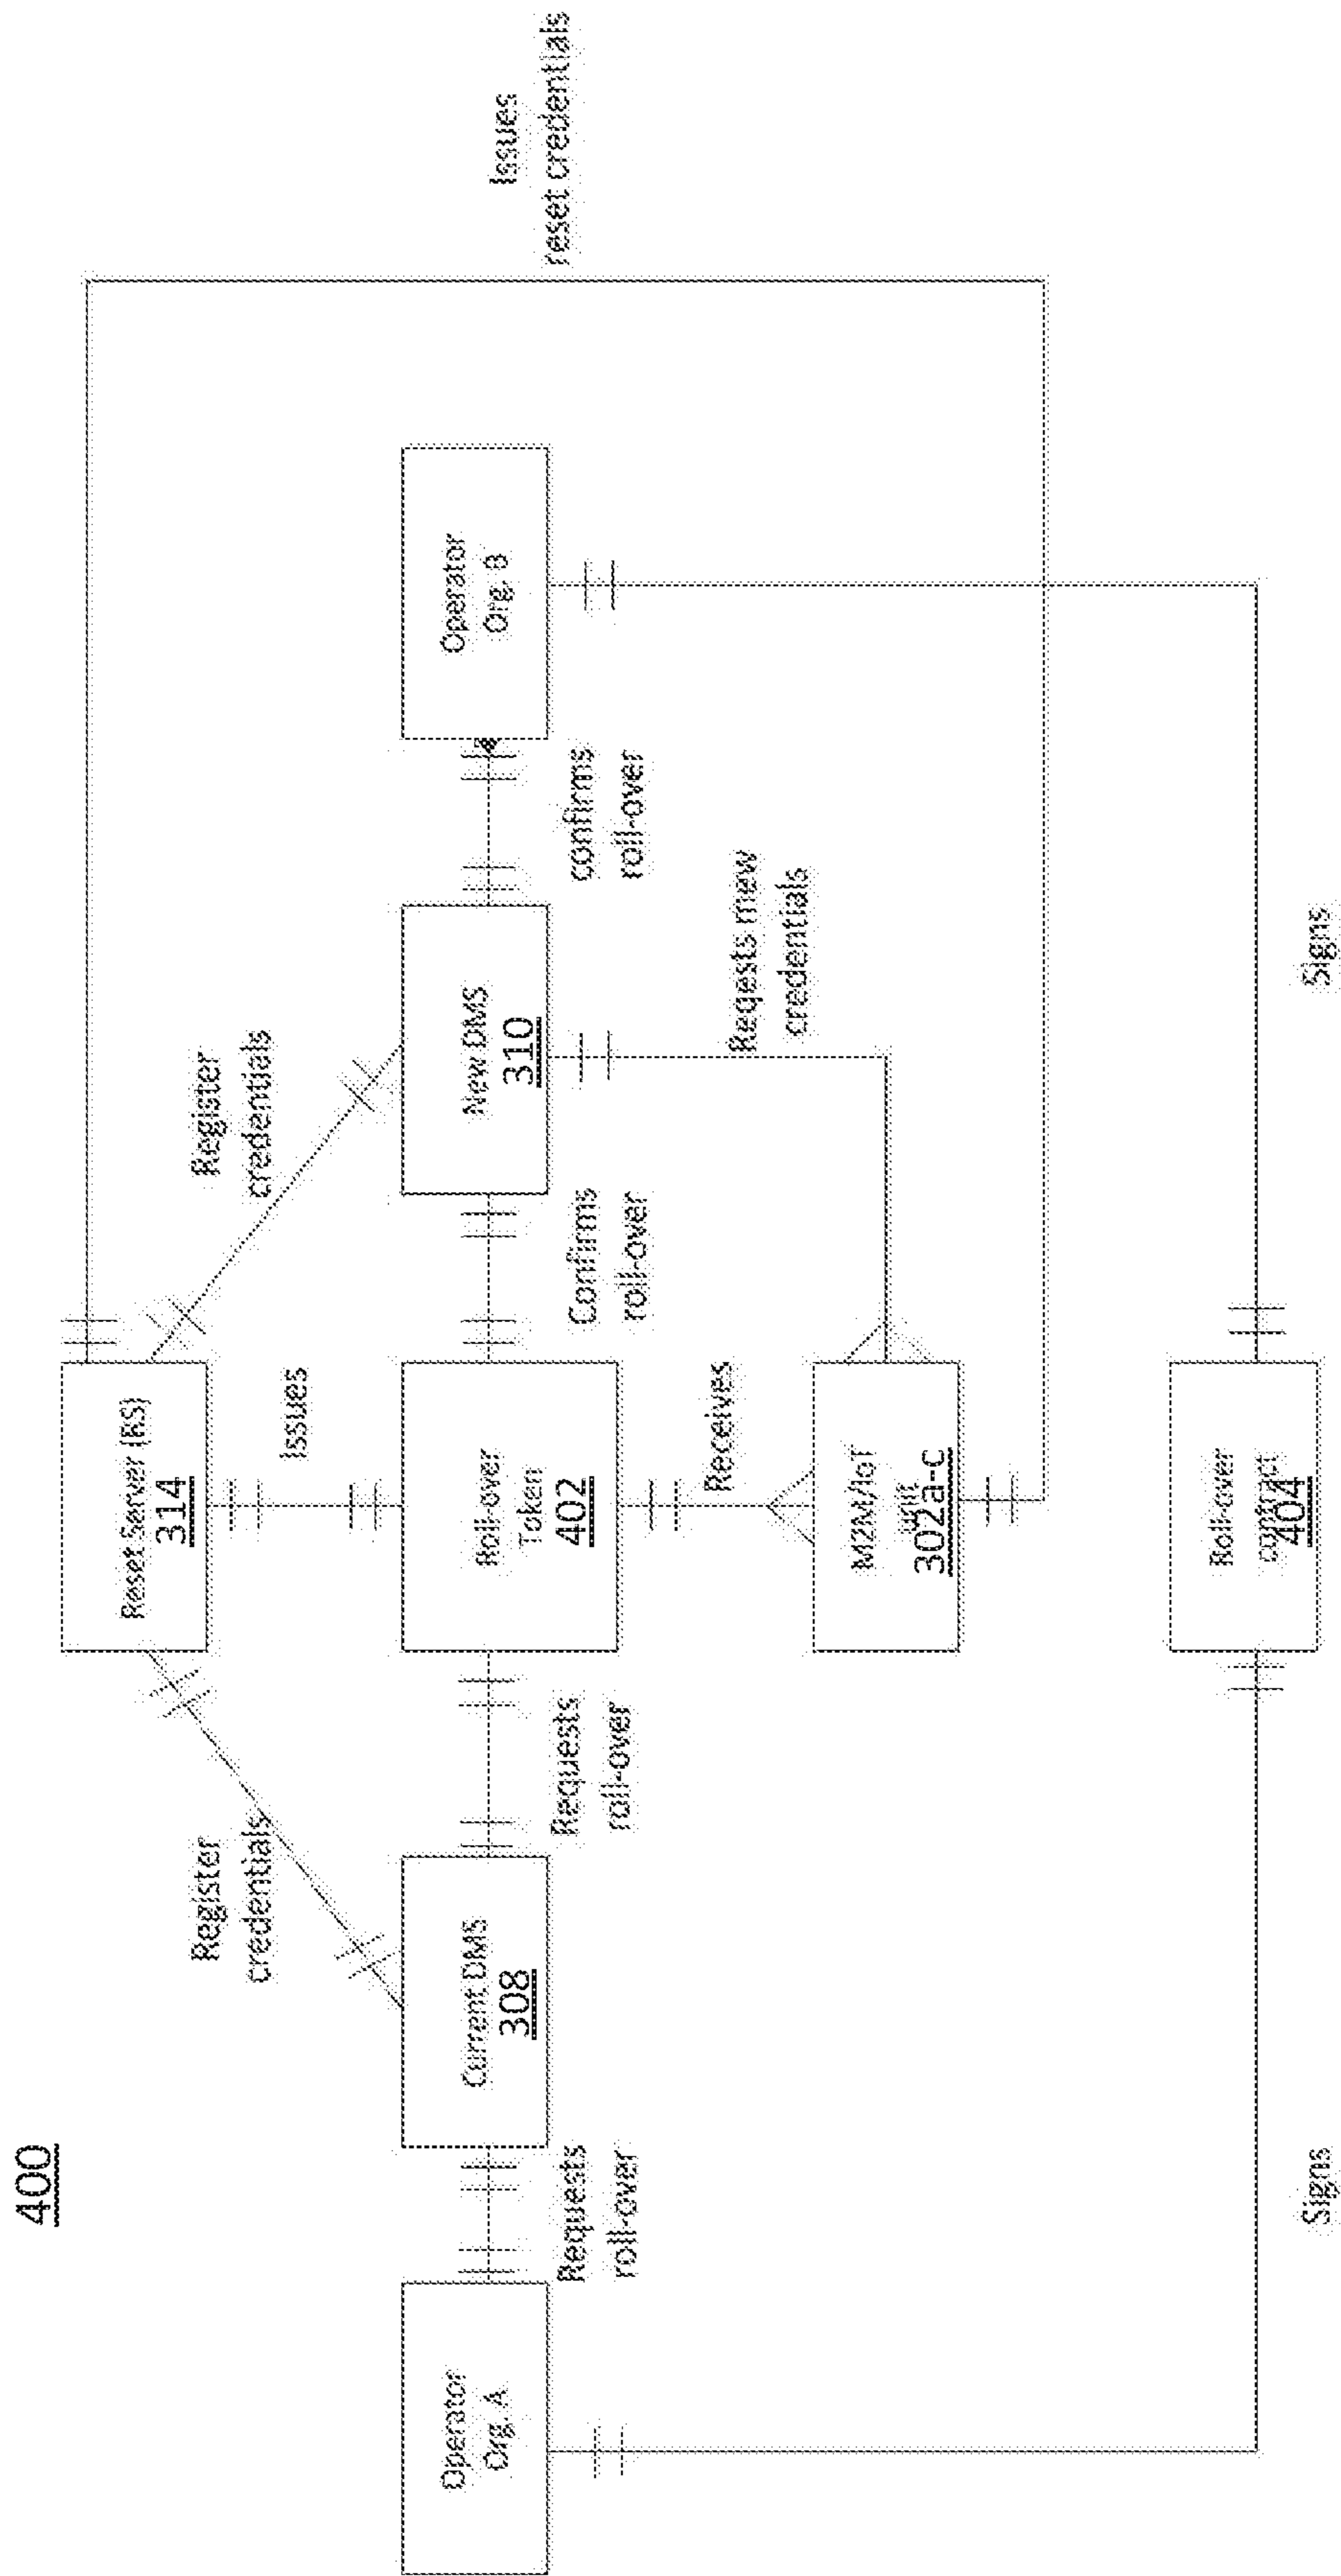 400
Issues
reset credentials
Reset Server (RS)
314
Register
credentials
Register
credentials
Issues
Operator
Org. A
Requests
roll-over
Current DMS
308
Requests
roll-over
Roll-over
Token
402
Confirms
roll-over
New DMS
310
confirms
roll-over
Operator
Org. B
Receives
Reqests mew
credentials
M2M/IoT
unit
302a-c
Roll-over
contract
404
Signs
Signs